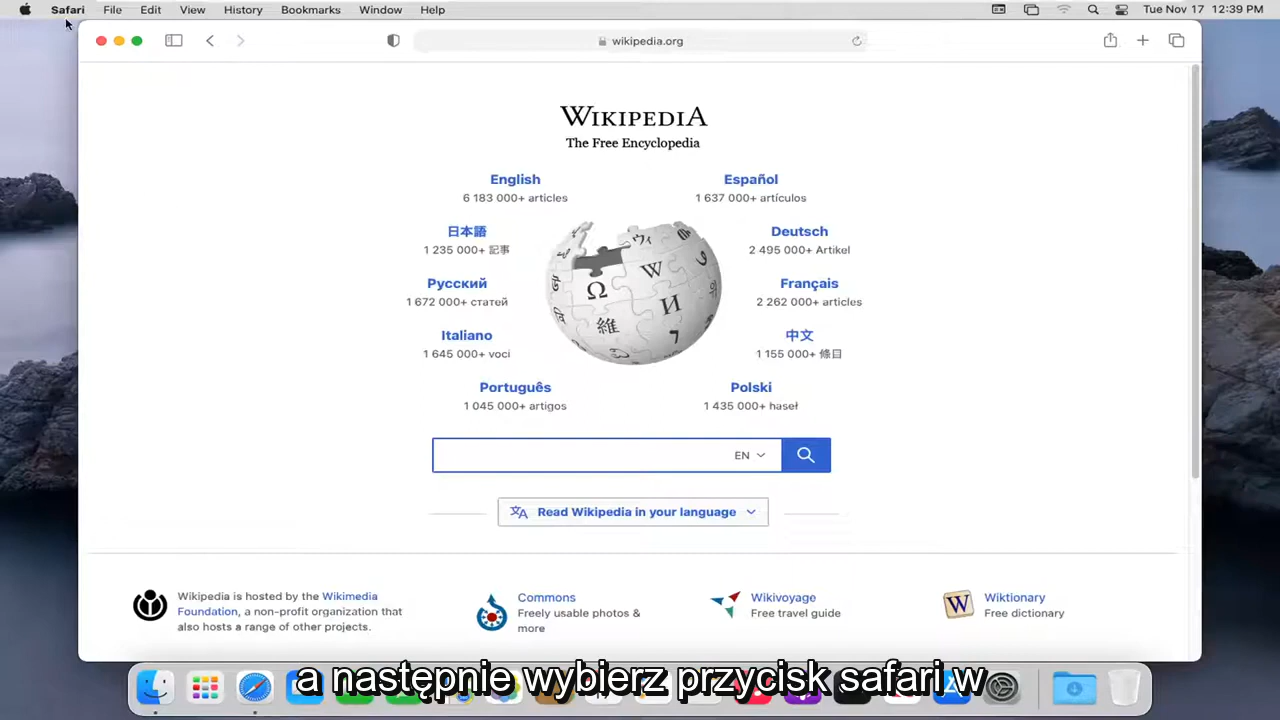 Safari File Edit View History Bookmarks Window Help Tue Nov 17 12:39 PM
wikipedia.org
WIKIPEDIA
The Free Encyclopedia
English
6 183 000+ articles
Español
1 637 000+ artículos
日本語
1 235 000+ 記事
Deutsch
2 495 000+ Artikel
Русский
1 672 000+ статей
Français
2 262 000+ articles
Italiano
1 645 000+ voci
中文
1 155 000+ 條目
Português
1 045 000+ artigos
Polski
1 435 000+ haseł
Ω W И 維
EN
Read Wikipedia in your language
Wikipedia is hosted by the Wikimedia
Foundation, a non-profit organization that
also hosts a range of other projects.
Commons
Freely usable photos &
more
Wikivoyage
Free travel guide
W
Wiktionary
Free dictionary
a następnie wybierz przycisk safari w